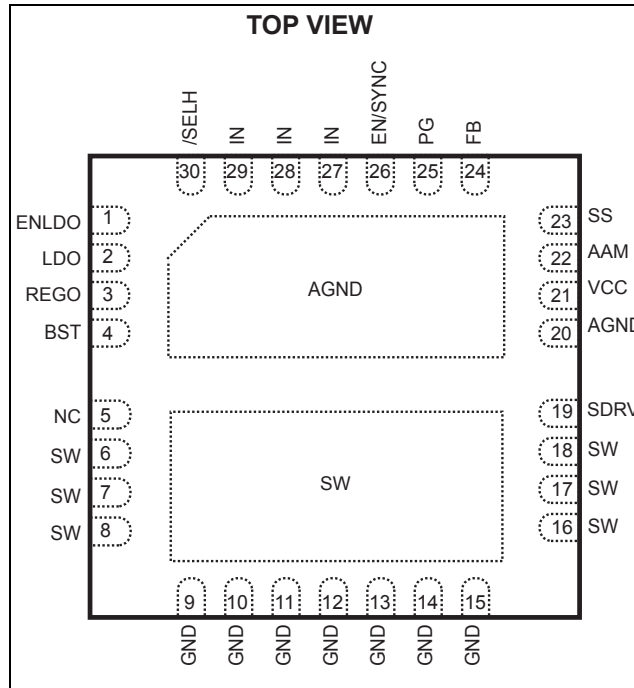 TOP VIEW
/SELH
IN
IN
IN
EN/SYNC
PG
FB
30 29 28 27 26 25 24
ENLDO 1
LDO 2
REGO 3
BST 4
AGND
23 SS
22 AAM
21 VCC
20 AGND
NC 5
SW 6
SW 7
SW 8
SW
19 SDRV
18 SW
17 SW
16 SW
9 10 11 12 13 14 15
GND
GND
GND
GND
GND
GND
GND